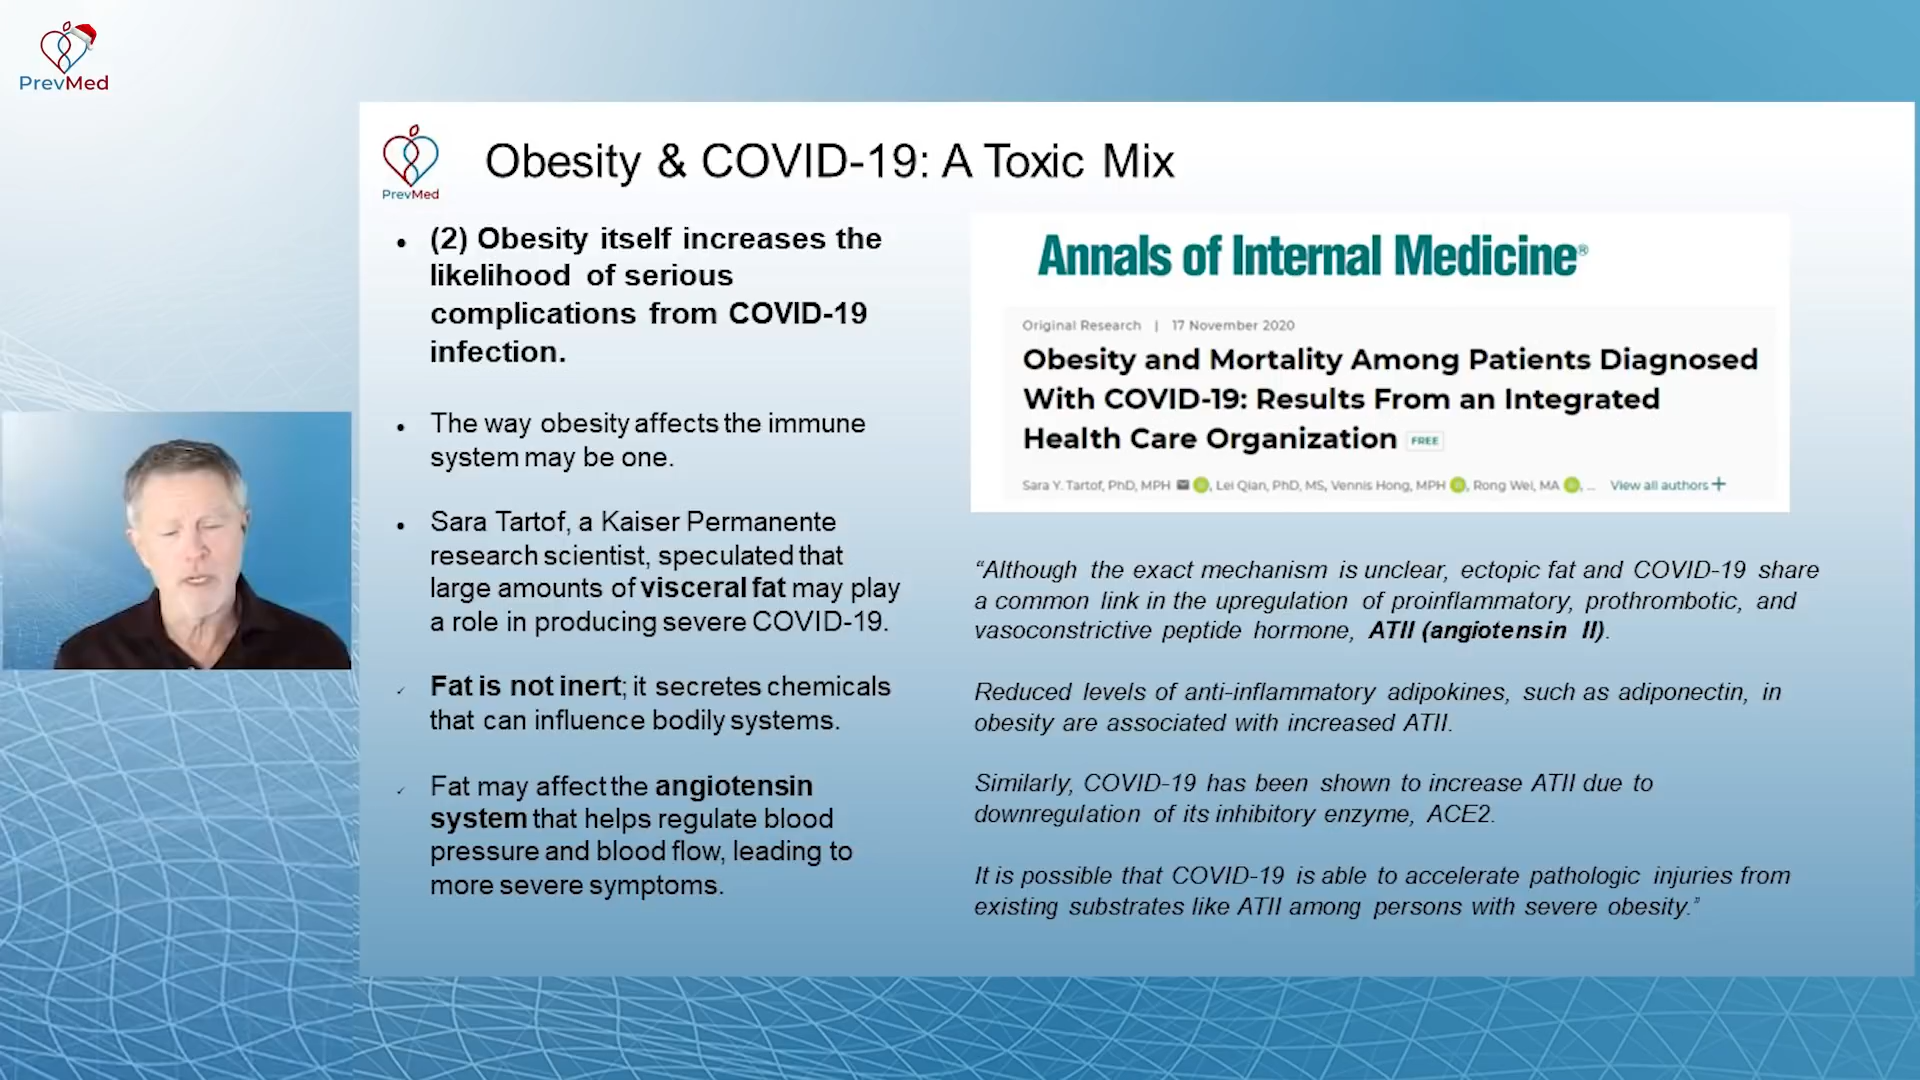 PrevMed
PrevMed
Obesity & COVID-19: A Toxic Mix
• (2) Obesity itself increases the
likelihood of serious
complications from COVID-19
infection.
• The way obesity affects the immune
system may be one.
• Sara Tartof, a Kaiser Permanente
research scientist, speculated that
large amounts of visceral fat may play
a role in producing severe COVID-19.
✓ Fat is not inert; it secretes chemicals
that can influence bodily systems.
✓ Fat may affect the angiotensin
system that helps regulate blood
pressure and blood flow, leading to
more severe symptoms.
Annals of Internal Medicine®
Original Research | 17 November 2020
Obesity and Mortality Among Patients Diagnosed
With COVID-19: Results From an Integrated
Health Care Organization FREE
Sara Y. Tartof, PhD, MPH, Lei Qian, PhD, MS, Vennis Hong, MPH, Rong Wei, MA, ... View all authors +
“Although the exact mechanism is unclear, ectopic fat and COVID-19 share
a common link in the upregulation of proinflammatory, prothrombotic, and
vasoconstrictive peptide hormone, ATII (angiotensin II).
Reduced levels of anti-inflammatory adipokines, such as adiponectin, in
obesity are associated with increased ATII.
Similarly, COVID-19 has been shown to increase ATII due to
downregulation of its inhibitory enzyme, ACE2.
It is possible that COVID-19 is able to accelerate pathologic injuries from
existing substrates like ATII among persons with severe obesity.”